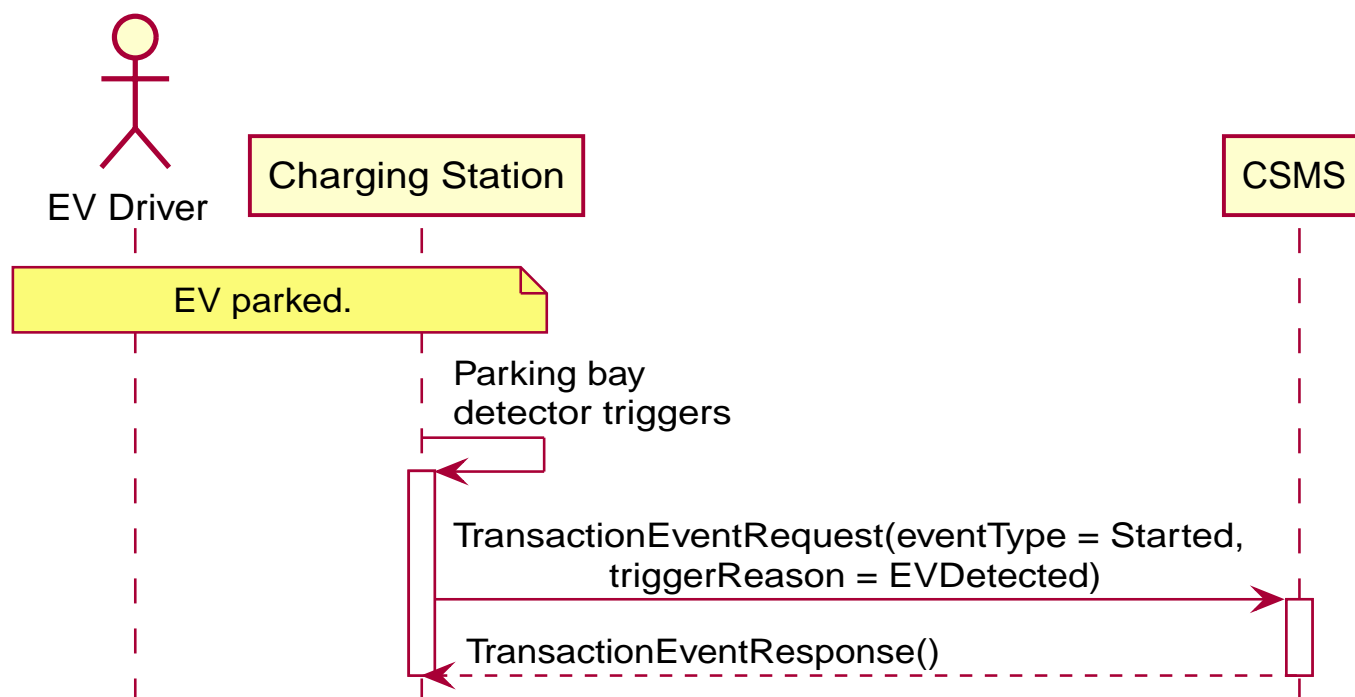 EV Driver
Charging Station
CSMS
EV parked.
Parking bay
detector triggers
TransactionEventRequest(eventType = Started,
triggerReason = EVDetected)
TransactionEventResponse()